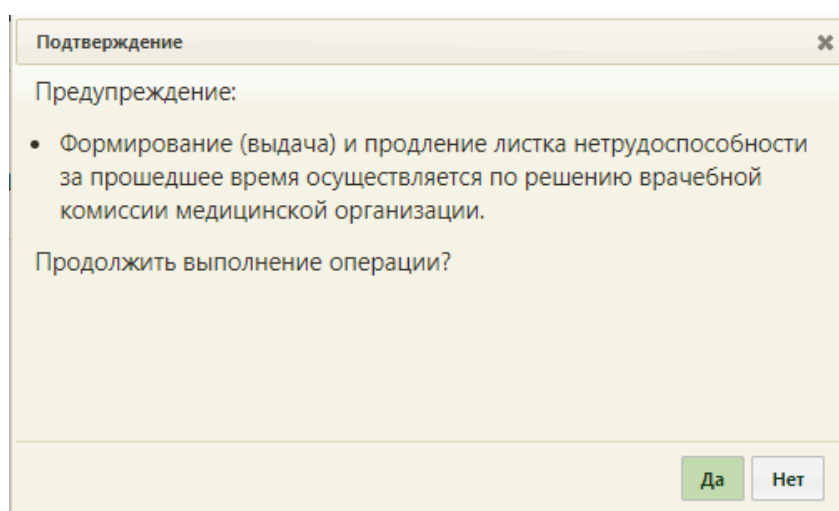 Подтверждение
Предупреждение:
• Формирование (выдача) и продление листка нетрудоспособности
за прошедшее время осуществляется по решению врачебной
комиссии медицинской организации.
Продолжить выполнение операции?
Да Нет